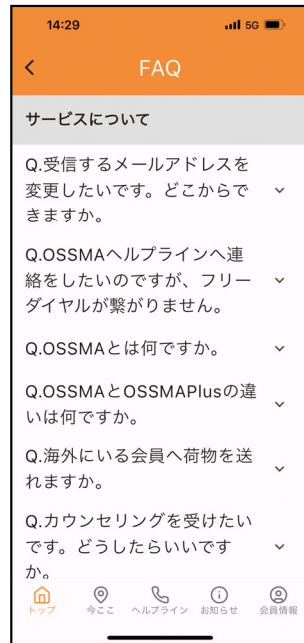 14:29
5G
FAQ
サービスについて
Q.受信するメールアドレスを
変更したいです。どこからで
きますか。
Q.OSSMAヘルプラインへ連
絡をしたいのですが、フリー
ダイヤルが繋がりません。
Q.OSSMAとは何ですか。
Q.OSSMAとOSSMAPlusの違
いは何ですか。
Q.海外にいる会員へ荷物を送
れますか。
Q.カウンセリングを受けたい
です。どうしたらいいです
か。
トップ 今ここ ヘルプライン お知らせ 会員情報